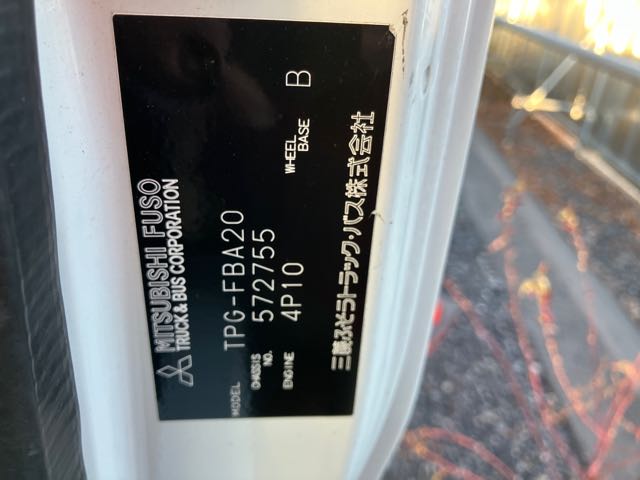 MITSUBISHI FUSO
TRUCK & BUS CORPORATION
MODEL TPG-FBA20
CHASSIS NO. 572755
ENGINE 4P10 WHEEL BASE B
三菱ふそうトラック・バス株式会社